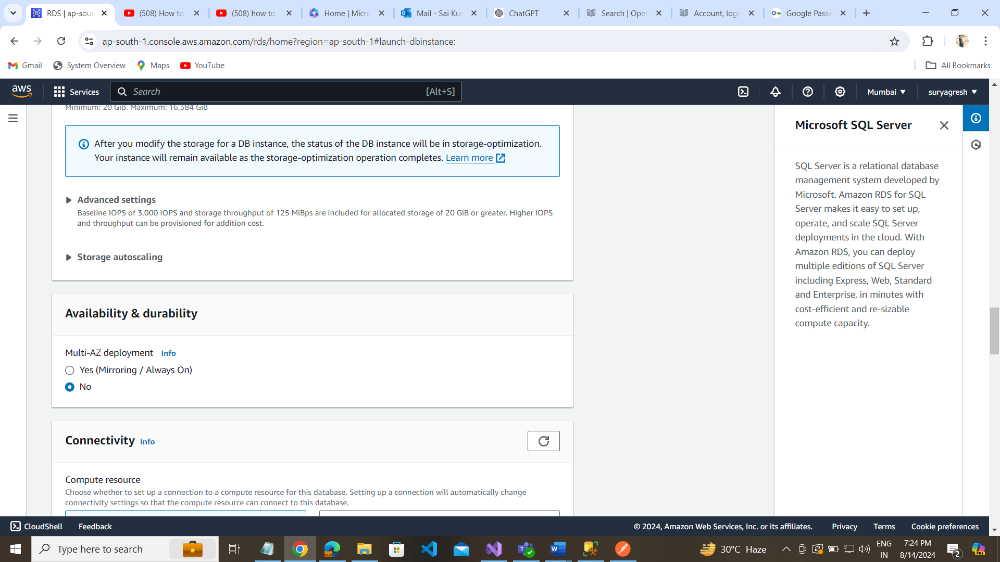 RDS | ap-sout
(508) How to
(508) how to
Home | Micro
Mail - Sai Kur
ChatGPT
Search | Oper
Account, logi
Google Passw
ap-south-1.console.aws.amazon.com/rds/home?region=ap-south-1#launch-dbinstance:
Gmail
System Overview
Maps
YouTube
All Bookmarks
aws
Services
Search
[Alt+S]
Mumbai
suryagresh
Minimum: 20 GiB. Maximum: 16,384 GiB
After you modify the storage for a DB instance, the status of the DB instance will be in storage-optimization.
Your instance will remain available as the storage-optimization operation completes. Learn more
Advanced settings
Baseline IOPS of 3,000 IOPS and storage throughput of 125 MiBps are included for allocated storage of 20 GiB or greater. Higher IOPS
and throughput can be provisioned for addition cost.
Storage autoscaling
Availability & durability
Multi-AZ deployment Info
Yes (Mirroring / Always On)
No
Connectivity Info
Compute resource
Choose whether to set up a connection to a compute resource for this database. Setting up a connection will automatically change
connectivity settings so that the compute resource can connect to this database.
Microsoft SQL Server
SQL Server is a relational database
management system developed by
Microsoft. Amazon RDS for SQL
Server makes it easy to set up,
operate, and scale SQL Server
deployments in the cloud. With
Amazon RDS, you can deploy
multiple editions of SQL Server
including Express, Web, Standard
and Enterprise, in minutes with
cost-efficient and re-sizable
compute capacity.
CloudShell
Feedback
© 2024, Amazon Web Services, Inc. or its affiliates.
Privacy
Terms
Cookie preferences
Type here to search
30°C Haze
ENG
IN
7:24 PM
8/14/2024
2
PRE